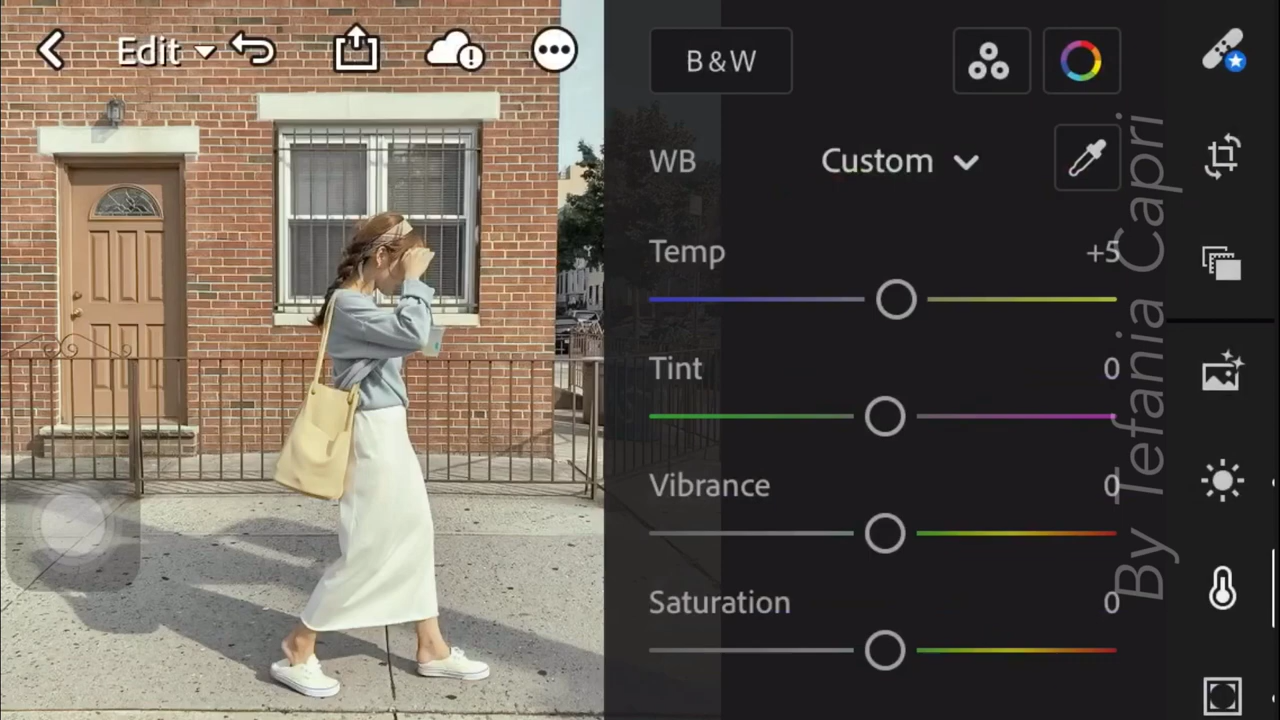 Edit
B&W
WB
Custom
Temp
+5
Tint
0
Vibrance
0
Saturation
0
By Tefania Capri